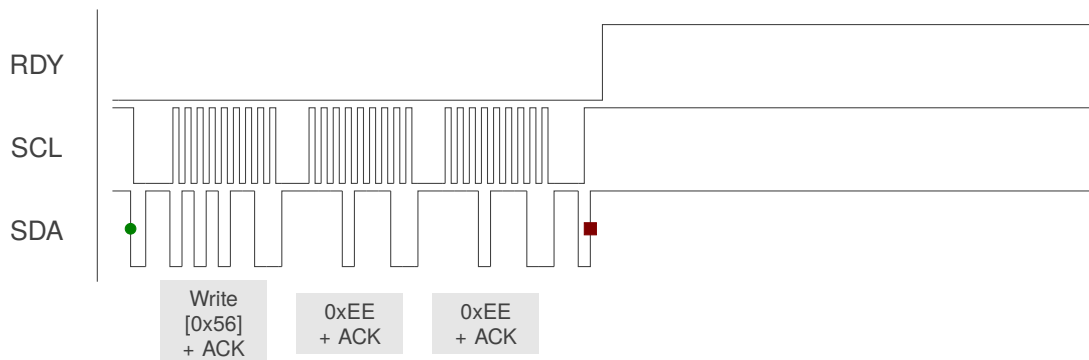 RDY
SCL
SDA
Write
[0x56]
+ ACK
0xEE
+ ACK
0xEE
+ ACK